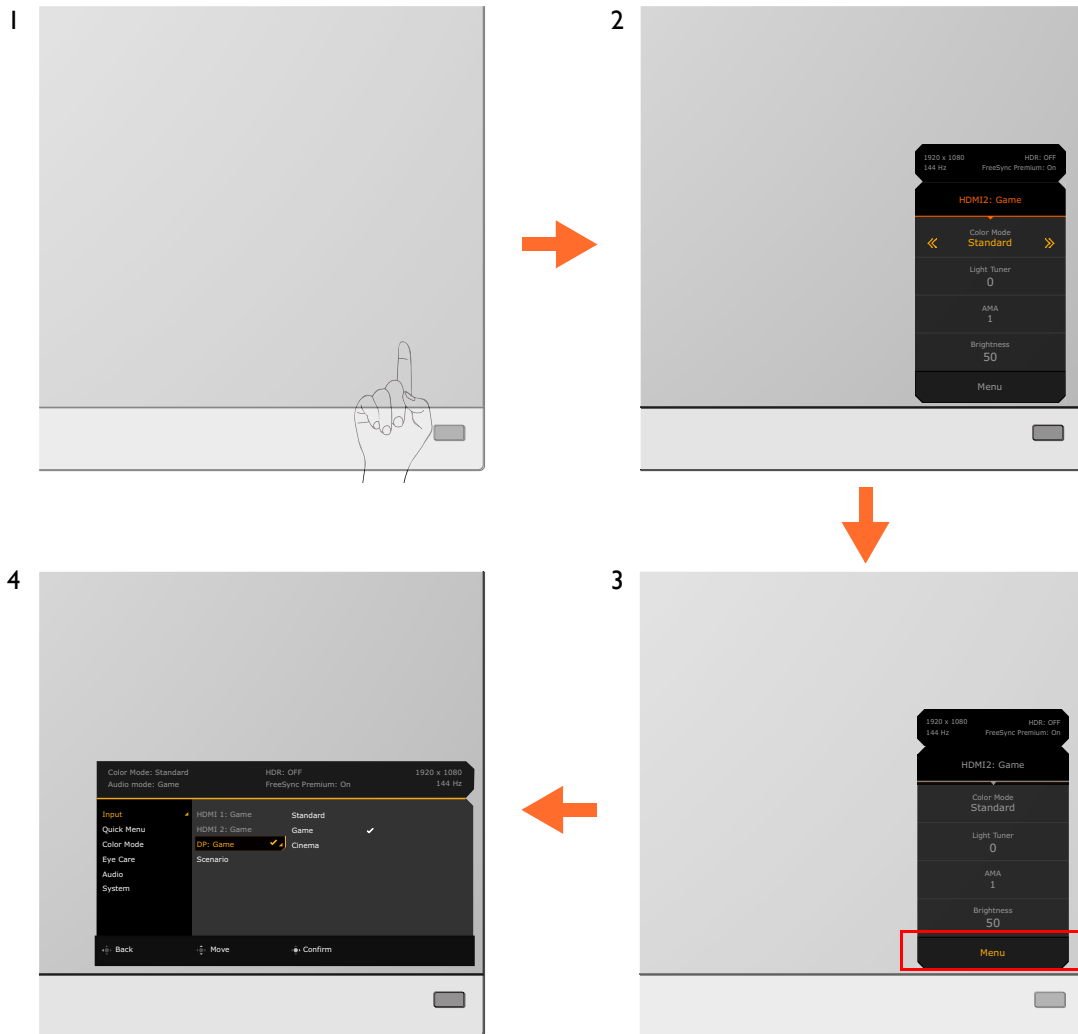 1
2
1920 x 1080 HDR: OFF
144 Hz FreeSync Premium: On
HDMI2: Game
Color Mode
Standard
Light Tuner
0
AMA
1
Brightness
50
Menu
4
Color Mode: Standard HDR: OFF 1920 x 1080
Audio mode: Game FreeSync Premium: On 144 Hz
Input HDMI 1: Game Standard
Quick Menu HDMI 2: Game Game
Color Mode DP: Game Cinema
Eye Care Scenario
Audio
System
Back Move Confirm
3
1920 x 1080 HDR: OFF
144 Hz FreeSync Premium: On
HDMI2: Game
Color Mode
Standard
Light Tuner
0
AMA
1
Brightness
50
Menu